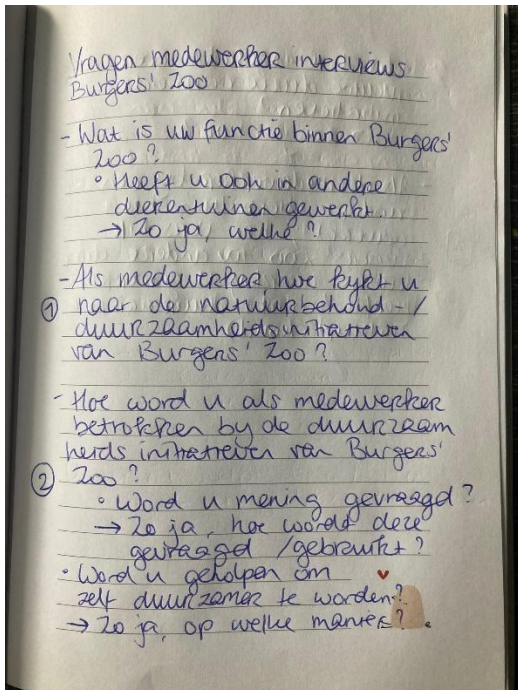 Vragen medewerker interviews
Burgers' Zoo
- Wat is uw functie binnen Burgers'
Zoo?
• Heeft u ook in andere
dierentuinen gewerkt
→ Zo ja, welke?
- Als medewerker hoe kijkt u
① naar de natuurbehoud-/
duurzaamheidsinitiatieven
van Burgers' Zoo?
- Hoe word u als medewerker
betrokken bij de duurzaam
heids initiatieven van Burgers'
② Zoo?
• Word u mening gevraagd?
→ Zo ja, hoe wordt deze
gevraagd / gebruikt?
• Word u geholpen om
zelf duurzamer te worden?
→ Zo ja, op welke manier?